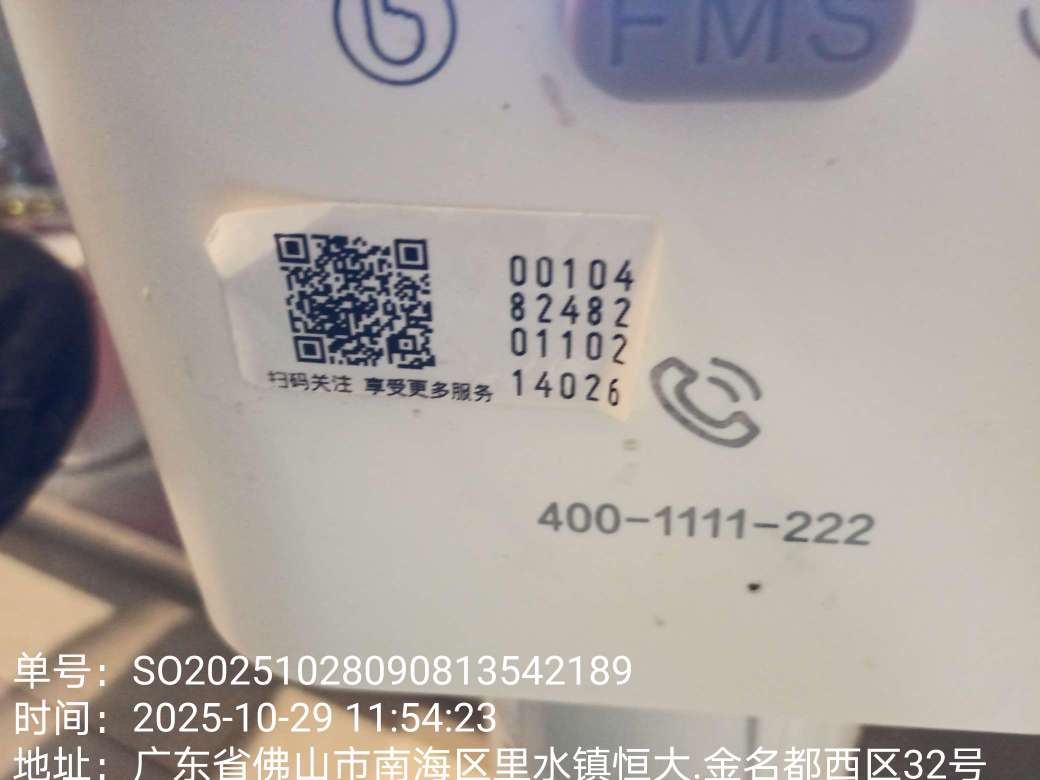 FMS
00104
82482
01102
14026
扫码关注 享受更多服务
400-1111-222
单号：SO20251028090813542189
时间：2025-10-29 11:54:23
地址：广东省佛山市南海区里水镇恒大.金名都西区32号